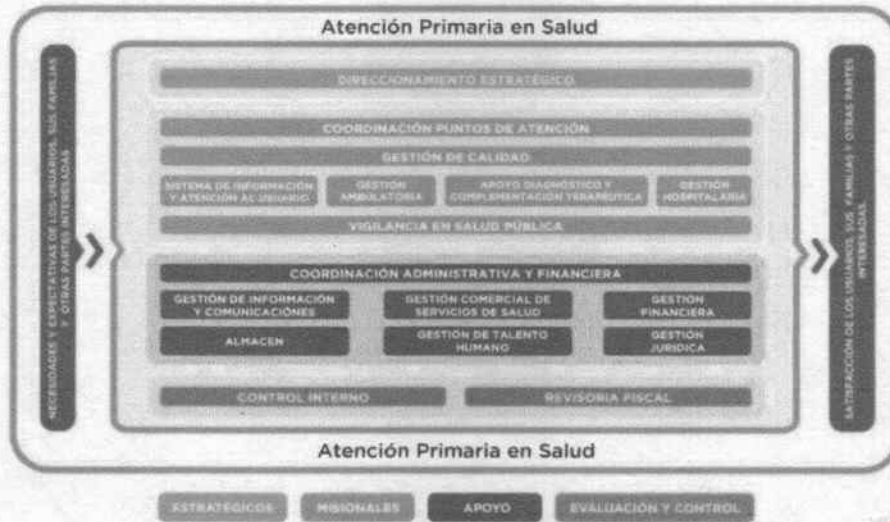 Atención Primaria en Salud
NECESIDADES Y EXPECTATIVAS DE LOS USUARIOS, SUS FAMILIAS
Y OTRAS PARTES INTERESADAS
DIRECCIONAMIENTO ESTRATÉGICO
COORDINACIÓN PUNTOS DE ATENCIÓN
GESTIÓN DE CALIDAD
SISTEMA DE INFORMACIÓN
Y ATENCIÓN AL USUARIO
GESTIÓN
AMBULATORIA
APOYO DIAGNÓSTICO Y
COMPLEMENTACIÓN TERAPÉUTICA
GESTIÓN
HOSPITALARIA
VIGILANCIA EN SALUD PÚBLICA
COORDINACIÓN ADMINISTRATIVA Y FINANCIERA
GESTIÓN DE INFORMACIÓN
Y COMUNICACIÓNES
GESTIÓN COMERCIAL DE
SERVICIOS DE SALUD
GESTIÓN
FINANCIERA
ALMACEN
GESTIÓN DE TALENTO
HUMANO
GESTIÓN
JURIDICA
CONTROL INTERNO
REVISORIA FISCAL
SATISFACCIÓN DE LOS USUARIOS, SUS FAMILIAS Y OTRAS PARTES
INTERESADAS.
Atención Primaria en Salud
ESTRATÉGICOS
MISIONALES
APOYO
EVALUACIÓN Y CONTROL